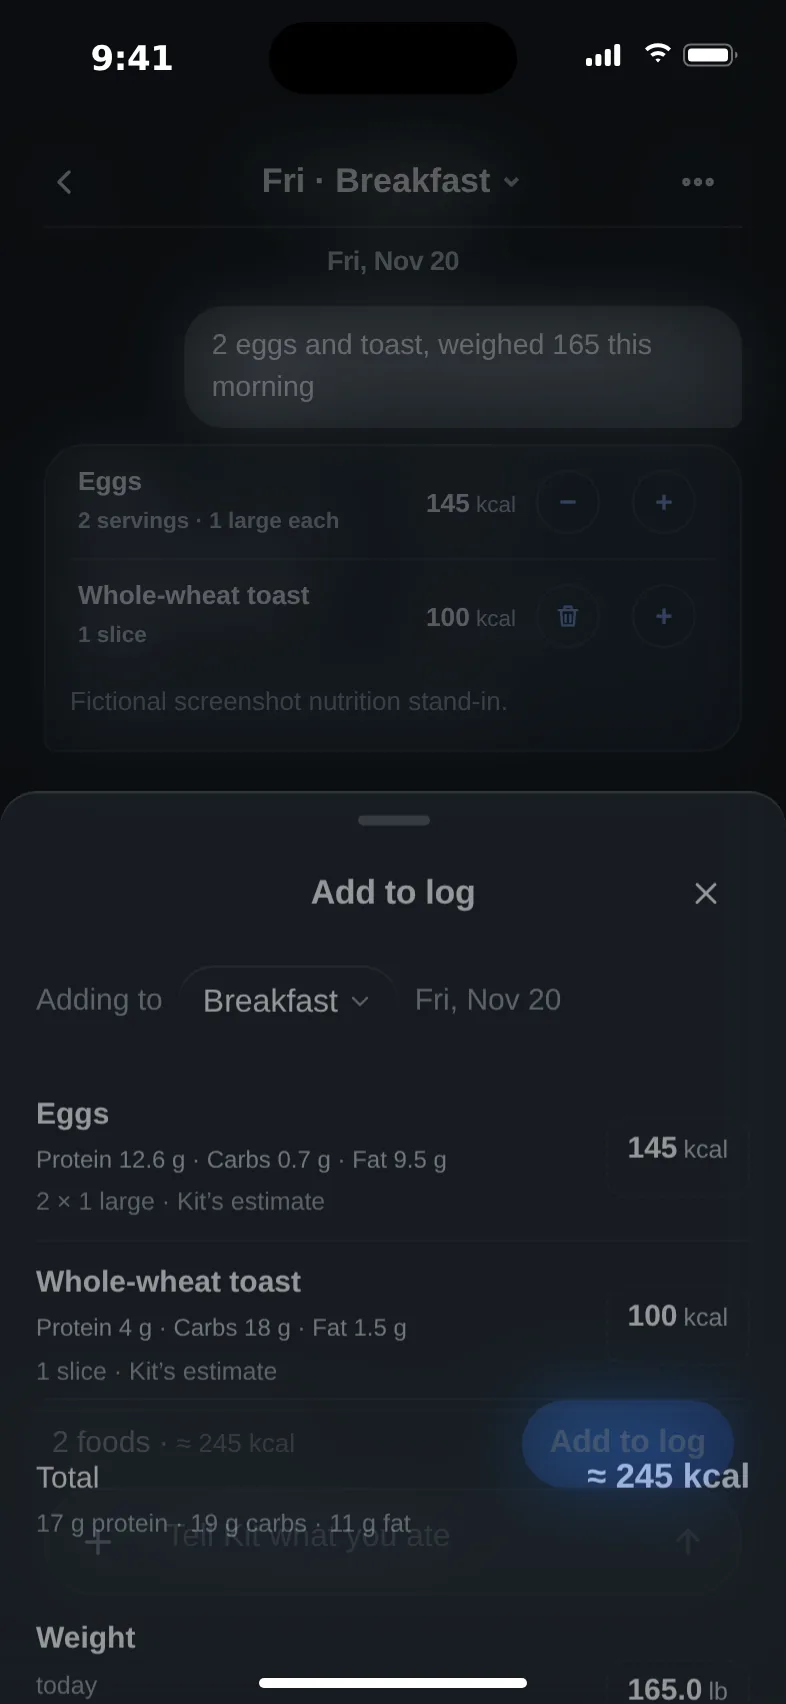 9:41
Fri · Breakfast
Fri, Nov 20
2 eggs and toast, weighed 165 this
morning
Eggs
2 servings · 1 large each
145 kcal
Whole-wheat toast
1 slice
100 kcal
Fictional screenshot nutrition stand-in.
Add to log
Adding to Breakfast Fri, Nov 20
Eggs
Protein 12.6 g · Carbs 0.7 g · Fat 9.5 g
2 × 1 large · Kit's estimate
145 kcal
Whole-wheat toast
Protein 4 g · Carbs 18 g · Fat 1.5 g
1 slice · Kit's estimate
100 kcal
2 foods · ≈ 245 kcal
Add to log
Total
≈ 245 kcal
17 g protein · 19 g carbs · 11 g fat
Tell Kit what you ate
Weight
today
165.0 lb